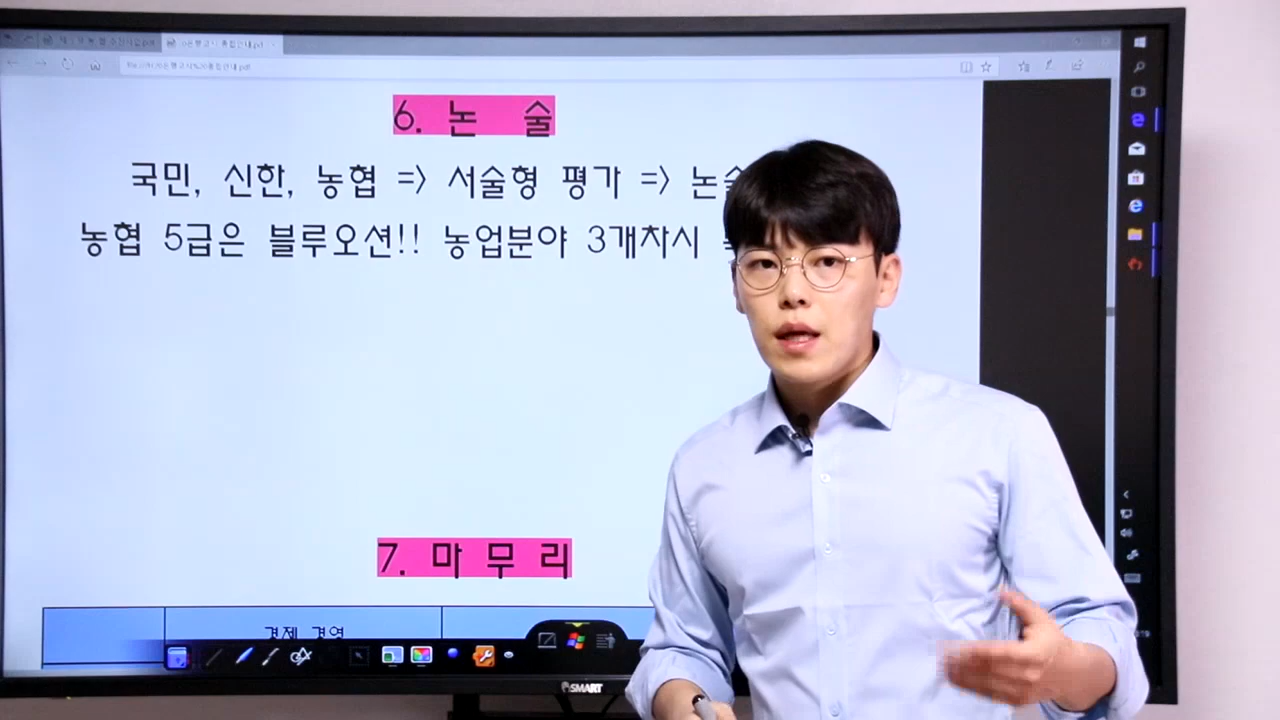 6. 논 술
국민, 신한, 농협 => 서술형 평가 => 논술
농협 5급은 블루오션!! 농업분야 3개차시
7. 마 무 리
경제 경영
SMART